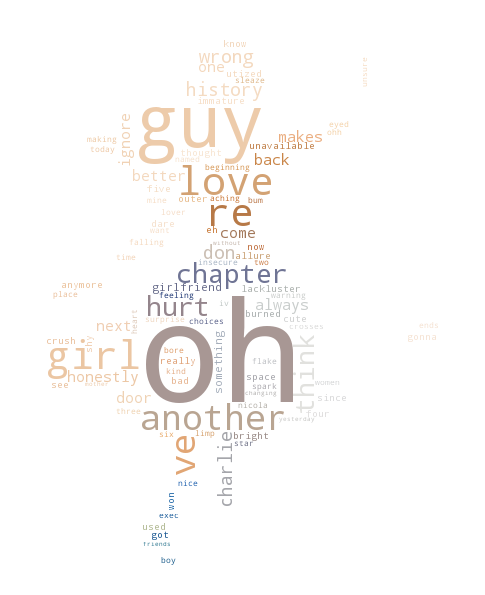 know
wrong
one
utized
sleaze
unsure
history
immature
guy
eyed
ohh
making
today
ignore
makes
unavailable
thought
named
back
beginning
better
love
five
mine
outer
aching
bum
lover
re
dare
want
eh
come
falling
without
don
now
allure
time
insecure
two
chapter
anymore
place
girlfriend
feeling
lackluster
warning
hurt
iv
always
heart
surprise
choices
burned
cute
crosses
next
oh
ends
gonna
crush
shy
girl
bore
really
kind
bad
something
flake
space
spark
changing
think
women
honestly
see
mother
door
three
another
nicola
since
four
yesterday
six
limp
bright
star
ve
charlie
nice
won
exec
used
got
friends
boy